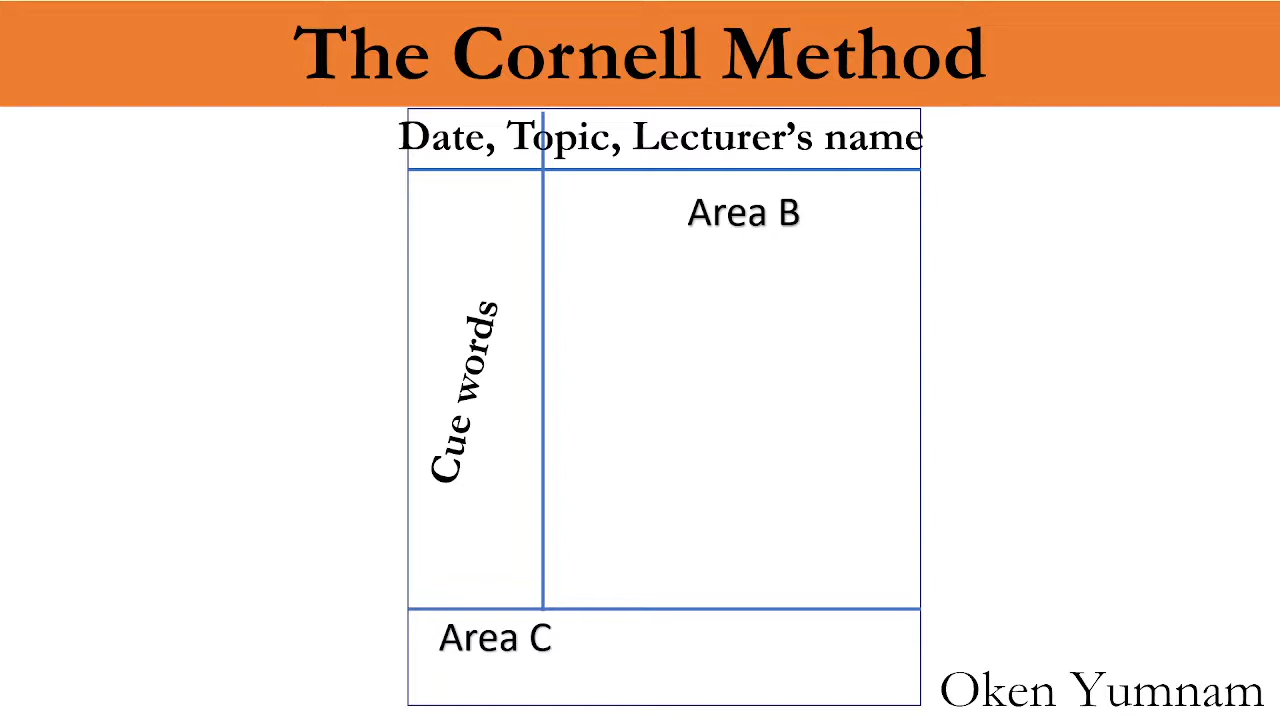 The Cornell Method
Date, Topic, Lecturer’s name
Area B
Cue words
Area C
Oken Yumnam